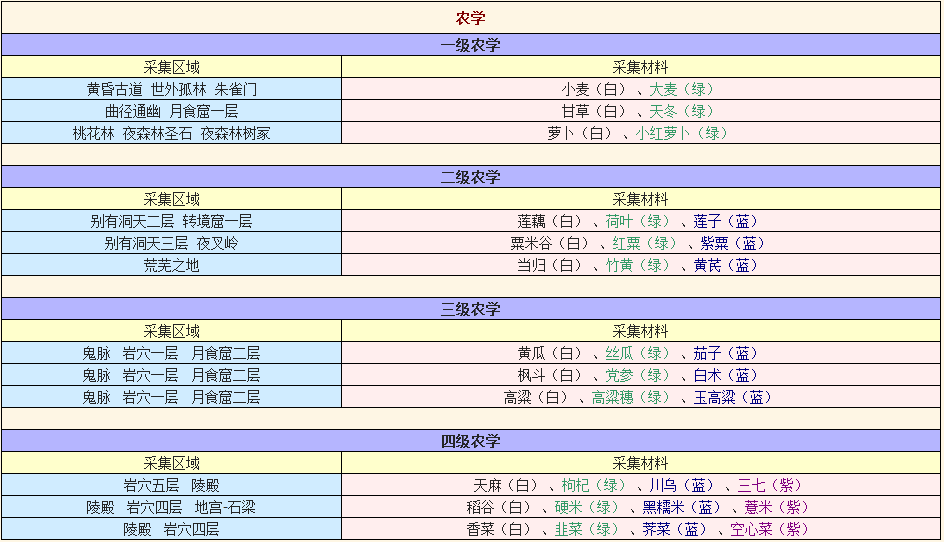 农学
一级农学
采集区域 采集材料
黄昏古道 世外孤林 朱雀门 小麦（白）、大麦（绿）
曲径通幽 月食窟一层 甘草（白）、天冬（绿）
桃花林 夜森林圣石 夜森林树冢 萝卜（白）、小红萝卜（绿）
二级农学
采集区域 采集材料
别有洞天二层 转境窟一层 莲藕（白）、荷叶（绿）、莲子（蓝）
别有洞天三层 夜叉岭 粟米谷（白）、红粟（绿）、紫粟（蓝）
荒芜之地 当归（白）、竹黄（绿）、黄芪（蓝）
三级农学
采集区域 采集材料
鬼脉 岩穴一层 月食窟二层 黄瓜（白）、丝瓜（绿）、茄子（蓝）
鬼脉 岩穴一层 月食窟二层 枫斗（白）、党参（绿）、白术（蓝）
鬼脉 岩穴一层 月食窟二层 高粱（白）、高粱穗（绿）、玉高粱（蓝）
四级农学
采集区域 采集材料
岩穴五层 陵殿 天麻（白）、枸杞（绿）、川乌（蓝）、三七（紫）
陵殿 岩穴四层 地宫-石梁 稻谷（白）、硬米（绿）、黑糯米（蓝）、薏米（紫）
陵殿 岩穴四层 香菜（白）、韭菜（绿）、荠菜（蓝）、空心菜（紫）